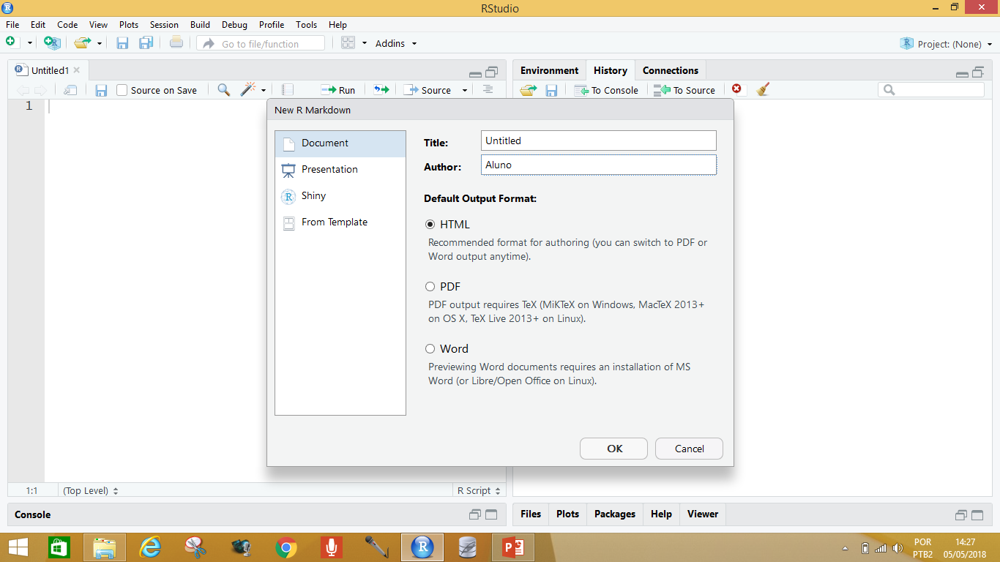 RStudio
File Edit Code View Plots Session Build Debug Profile Tools Help
Go to file/function Addins Project: (None)
Untitled1
Source on Save Run Source
1
Environment History Connections
To Console To Source
New R Markdown
Document
Presentation
Shiny
From Template
Title: Untitled
Author: Aluno
Default Output Format:
HTML
Recommended format for authoring (you can switch to PDF or
Word output anytime).
PDF
PDF output requires TeX (MiKTeX on Windows, MacTeX 2013+
on OS X, TeX Live 2013+ on Linux).
Word
Previewing Word documents requires an installation of MS
Word (or Libre/Open Office on Linux).
OK Cancel
1:1 (Top Level) R Script
Console
Files Plots Packages Help Viewer
POR 14:27
PTB2 05/05/2018